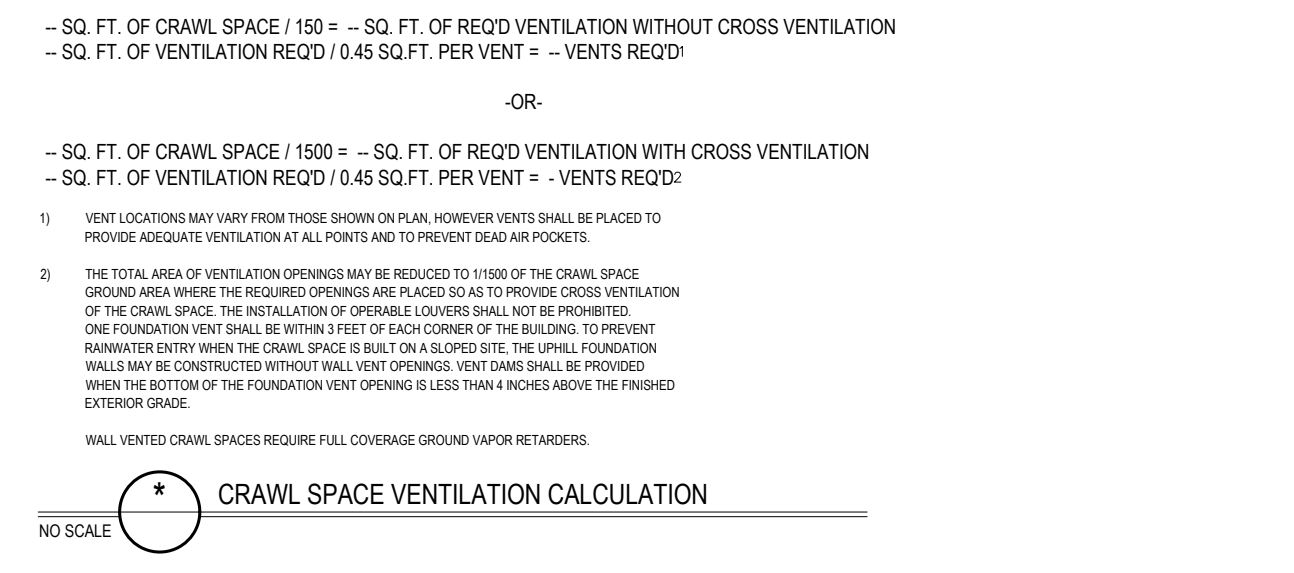 -- SQ. FT. OF CRAWL SPACE / 150 = -- SQ. FT. OF REQ'D VENTILATION WITHOUT CROSS VENTILATION
-- SQ. FT. OF VENTILATION REQ'D / 0.45 SQ.FT. PER VENT = -- VENTS REQ'D1
-OR-
-- SQ. FT. OF CRAWL SPACE / 1500 = -- SQ. FT. OF REQ'D VENTILATION WITH CROSS VENTILATION
-- SQ. FT. OF VENTILATION REQ'D / 0.45 SQ.FT. PER VENT = - VENTS REQ'D2
1) VENT LOCATIONS MAY VARY FROM THOSE SHOWN ON PLAN, HOWEVER VENTS SHALL BE PLACED TO
PROVIDE ADEQUATE VENTILATION AT ALL POINTS AND TO PREVENT DEAD AIR POCKETS.
2) THE TOTAL AREA OF VENTILATION OPENINGS MAY BE REDUCED TO 1/1500 OF THE CRAWL SPACE
GROUND AREA WHERE THE REQUIRED OPENINGS ARE PLACED SO AS TO PROVIDE CROSS VENTILATION
OF THE CRAWL SPACE. THE INSTALLATION OF OPERABLE LOUVERS SHALL NOT BE PROHIBITED.
ONE FOUNDATION VENT SHALL BE WITHIN 3 FEET OF EACH CORNER OF THE BUILDING. TO PREVENT
RAINWATER ENTRY WHEN THE CRAWL SPACE IS BUILT ON A SLOPED SITE, THE UPHILL FOUNDATION
WALLS MAY BE CONSTRUCTED WITHOUT WALL VENT OPENINGS. VENT DAMS SHALL BE PROVIDED
WHEN THE BOTTOM OF THE FOUNDATION VENT OPENING IS LESS THAN 4 INCHES ABOVE THE FINISHED
EXTERIOR GRADE.
WALL VENTED CRAWL SPACES REQUIRE FULL COVERAGE GROUND VAPOR RETARDERS.
* CRAWL SPACE VENTILATION CALCULATION
NO SCALE